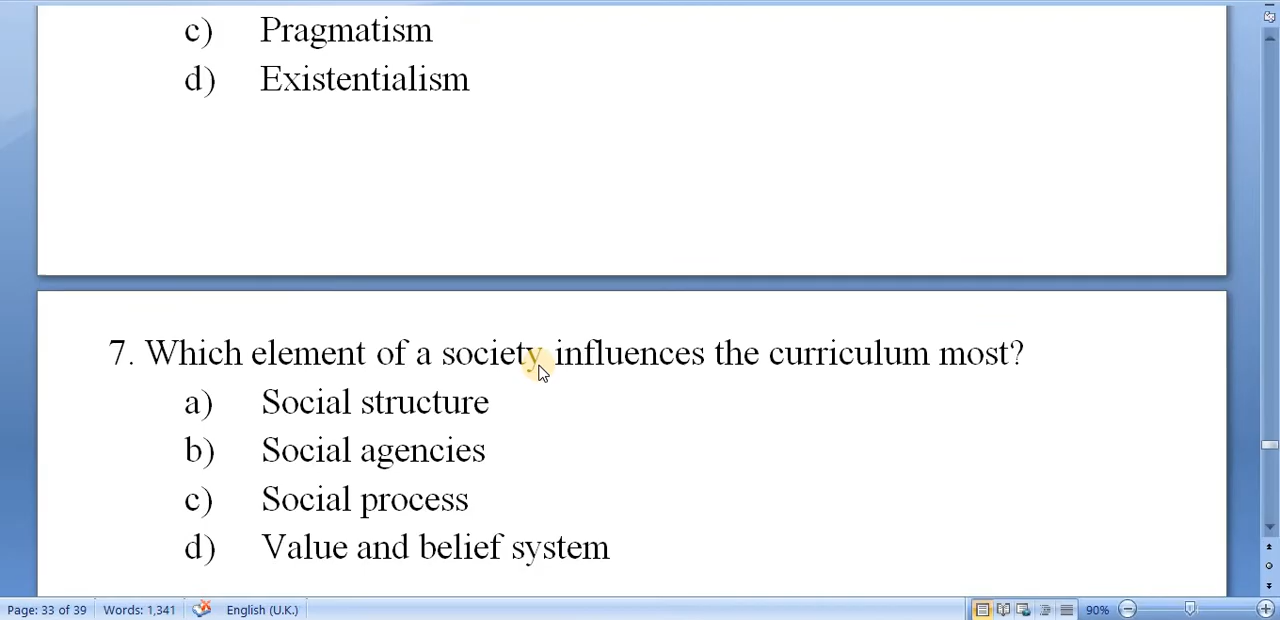 c) Pragmatism
d) Existentialism
7. Which element of a society influences the curriculum most?
a) Social structure
b) Social agencies
c) Social process
d) Value and belief system
Page: 33 of 39 Words: 1,341 English (U.K.) 90%